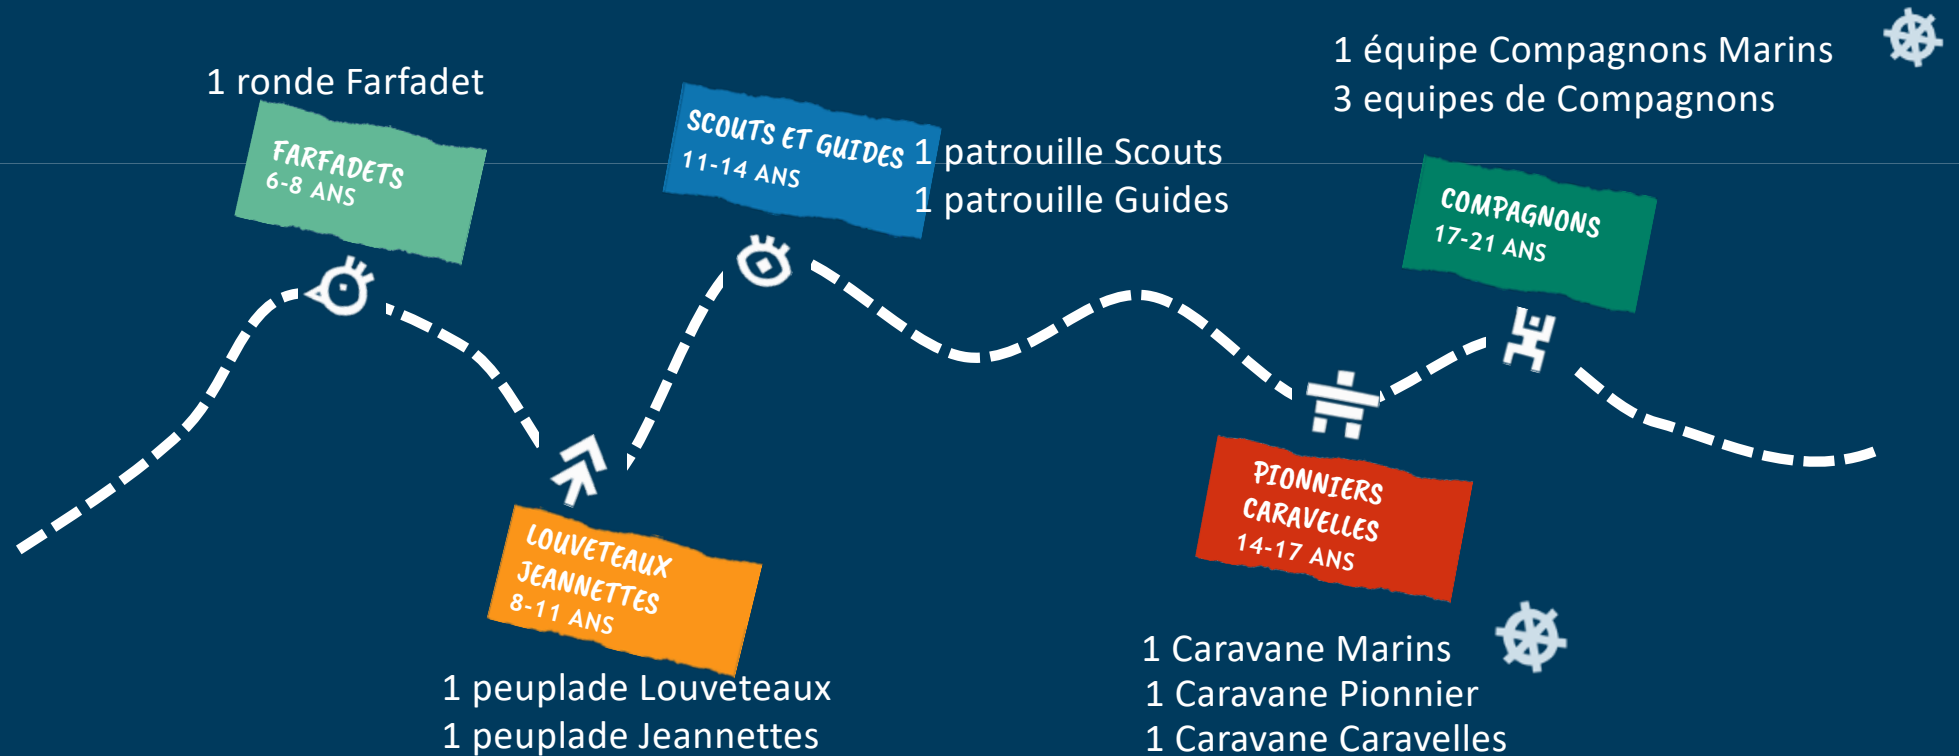 1 ronde Farfadet
FARFADETS
6-8 ANS
LOUVETEAUX
JEANNETTES
8-11 ANS
1 peuplade Louveteaux
1 peuplade Jeannettes
SCOUTS ET GUIDES
11-14 ANS
1 patrouille Scouts
1 patrouille Guides
PIONNIERS
CARAVELLES
14-17 ANS
1 Caravane Marins
1 Caravane Pionnier
1 Caravane Caravelles
1 équipe Compagnons Marins
3 equipes de Compagnons
COMPAGNONS
17-21 ANS